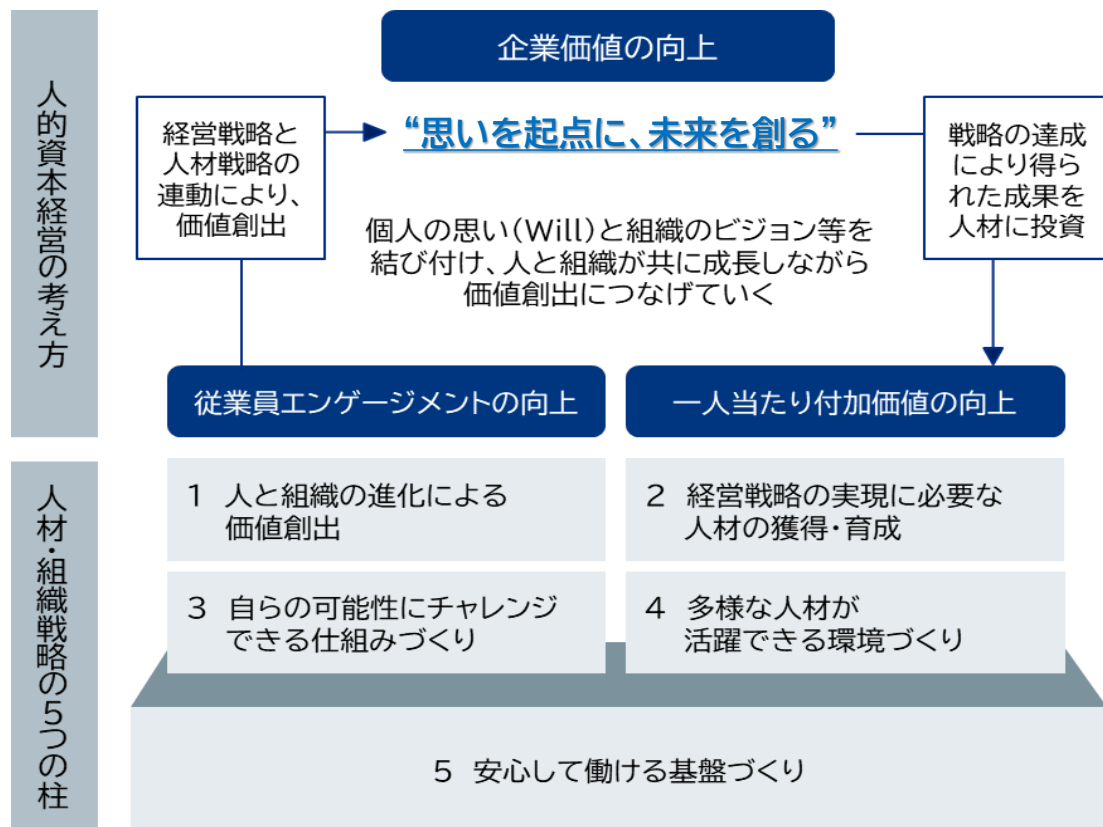 人的資本経営の考え方
企業価値の向上
経営戦略と
人材戦略の
連動により、
価値創出
“思いを起点に、未来を創る”
戦略の達成
により得ら
れた成果を
人材に投資
個人の思い(Will)と組織のビジョン等を
結び付け、人と組織が共に成長しながら
価値創出につなげていく
従業員エンゲージメントの向上
一人当たり付加価値の向上
人材・組織戦略の5つの柱
1 人と組織の進化による
価値創出
2 経営戦略の実現に必要な
人材の獲得・育成
3 自らの可能性にチャレンジ
できる仕組みづくり
4 多様な人材が
活躍できる環境づくり
5 安心して働ける基盤づくり